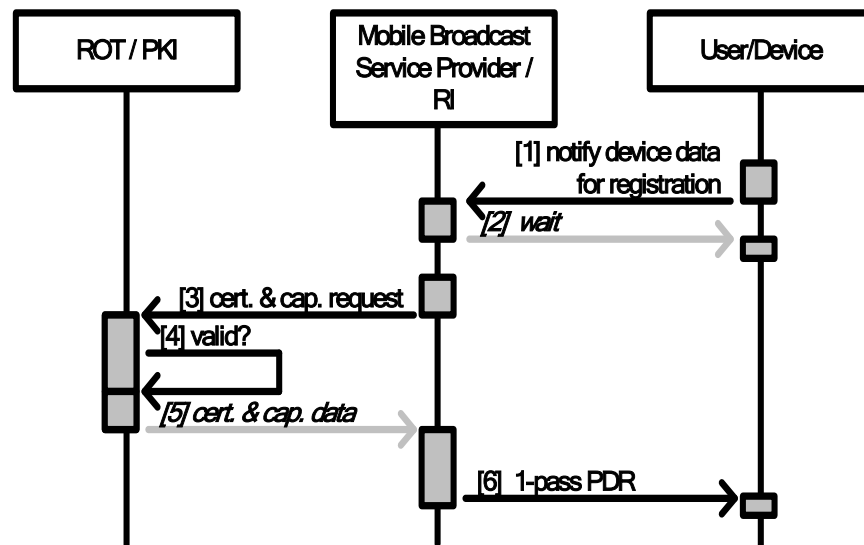 ROT / PKI
Mobile Broadcast
Service Provider /
RI
User/Device
[1] notify device data
for registration
[2] wait
[3] cert. & cap. request
[4] valid?
[5] cert. & cap. data
[6] 1-pass PDR